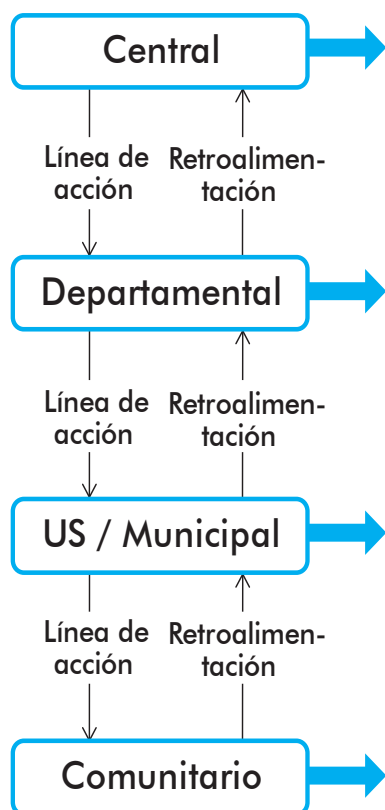 Central
Línea de
acción
Retroalimen-
tación
Departamental
Línea de
acción
Retroalimen-
tación
US / Municipal
Línea de
acción
Retroalimen-
tación
Comunitario